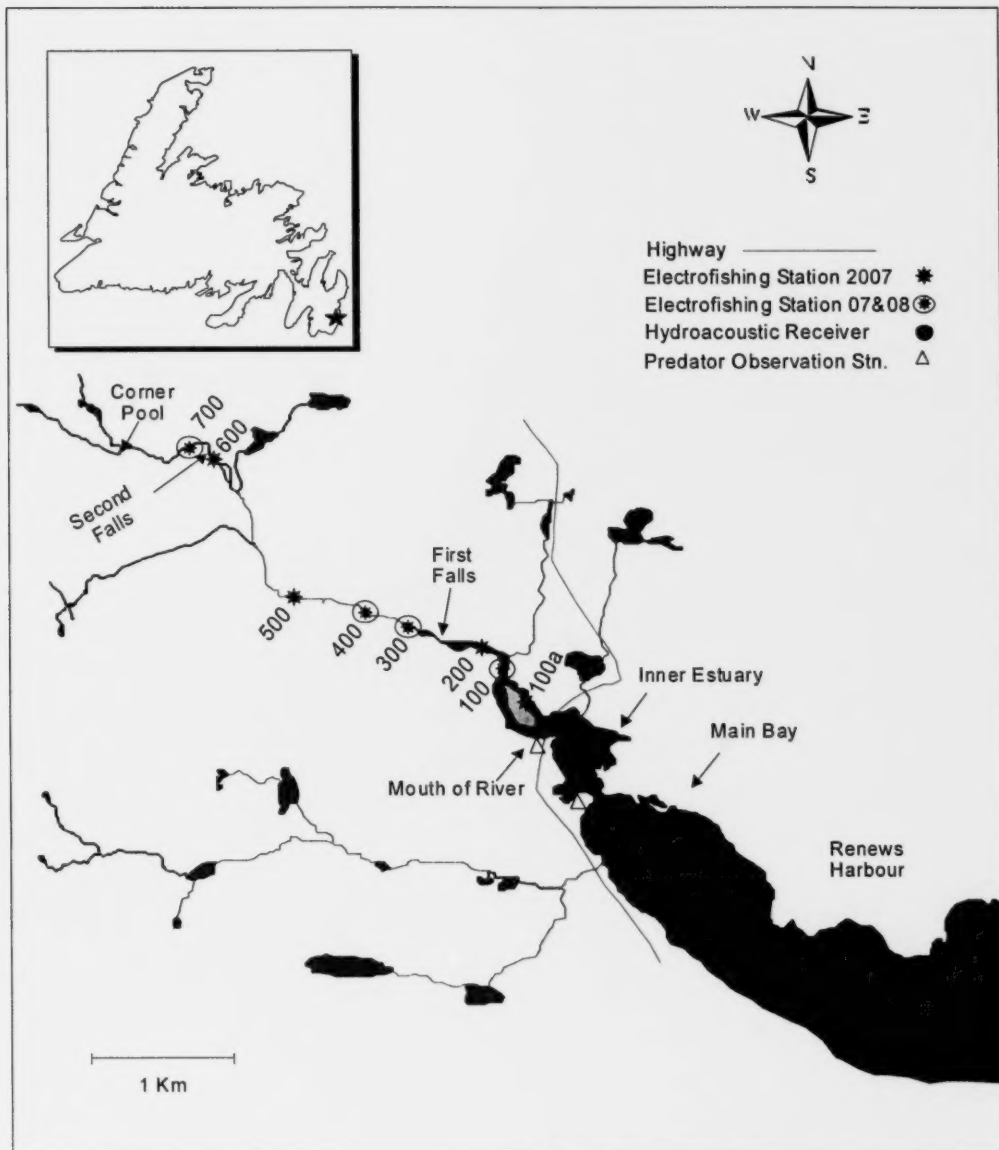 N
W E
S
Highway
Electrofishing Station 2007
Electrofishing Station 07&08
Hydroacoustic Receiver
Predator Observation Stn.
Corner
Pool
700
600
Second
Falls
First
Falls
500
400
300
200
100
100a
Inner Estuary
Main Bay
Mouth of River
Renews
Harbour
1 Km